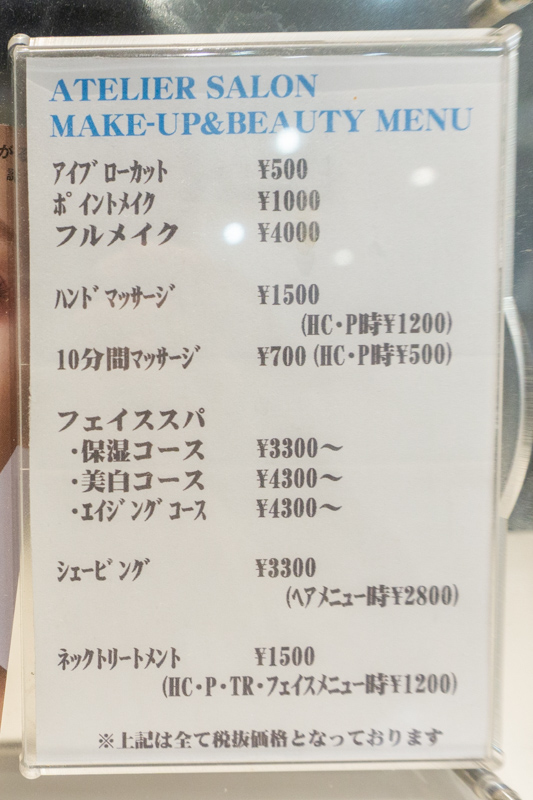 ATELIER SALON
MAKE-UP&BEAUTY MENU
アイブローカット ¥500
ポイントメイク ¥1000
フルメイク ¥4000
ハンドマッサージ ¥1500
(HC・P時¥1200)
10分間マッサージ ¥700 (HC・P時¥500)
フェイススパ
・保湿コース ¥3300〜
・美白コース ¥4300〜
・エイジングコース ¥4300〜
シェービング ¥3300
(ヘアメニュー時¥2800)
ネックトリートメント ¥1500
(HC・P・TR・フェイスメニュー時¥1200)
※上記は全て税抜価格となっております